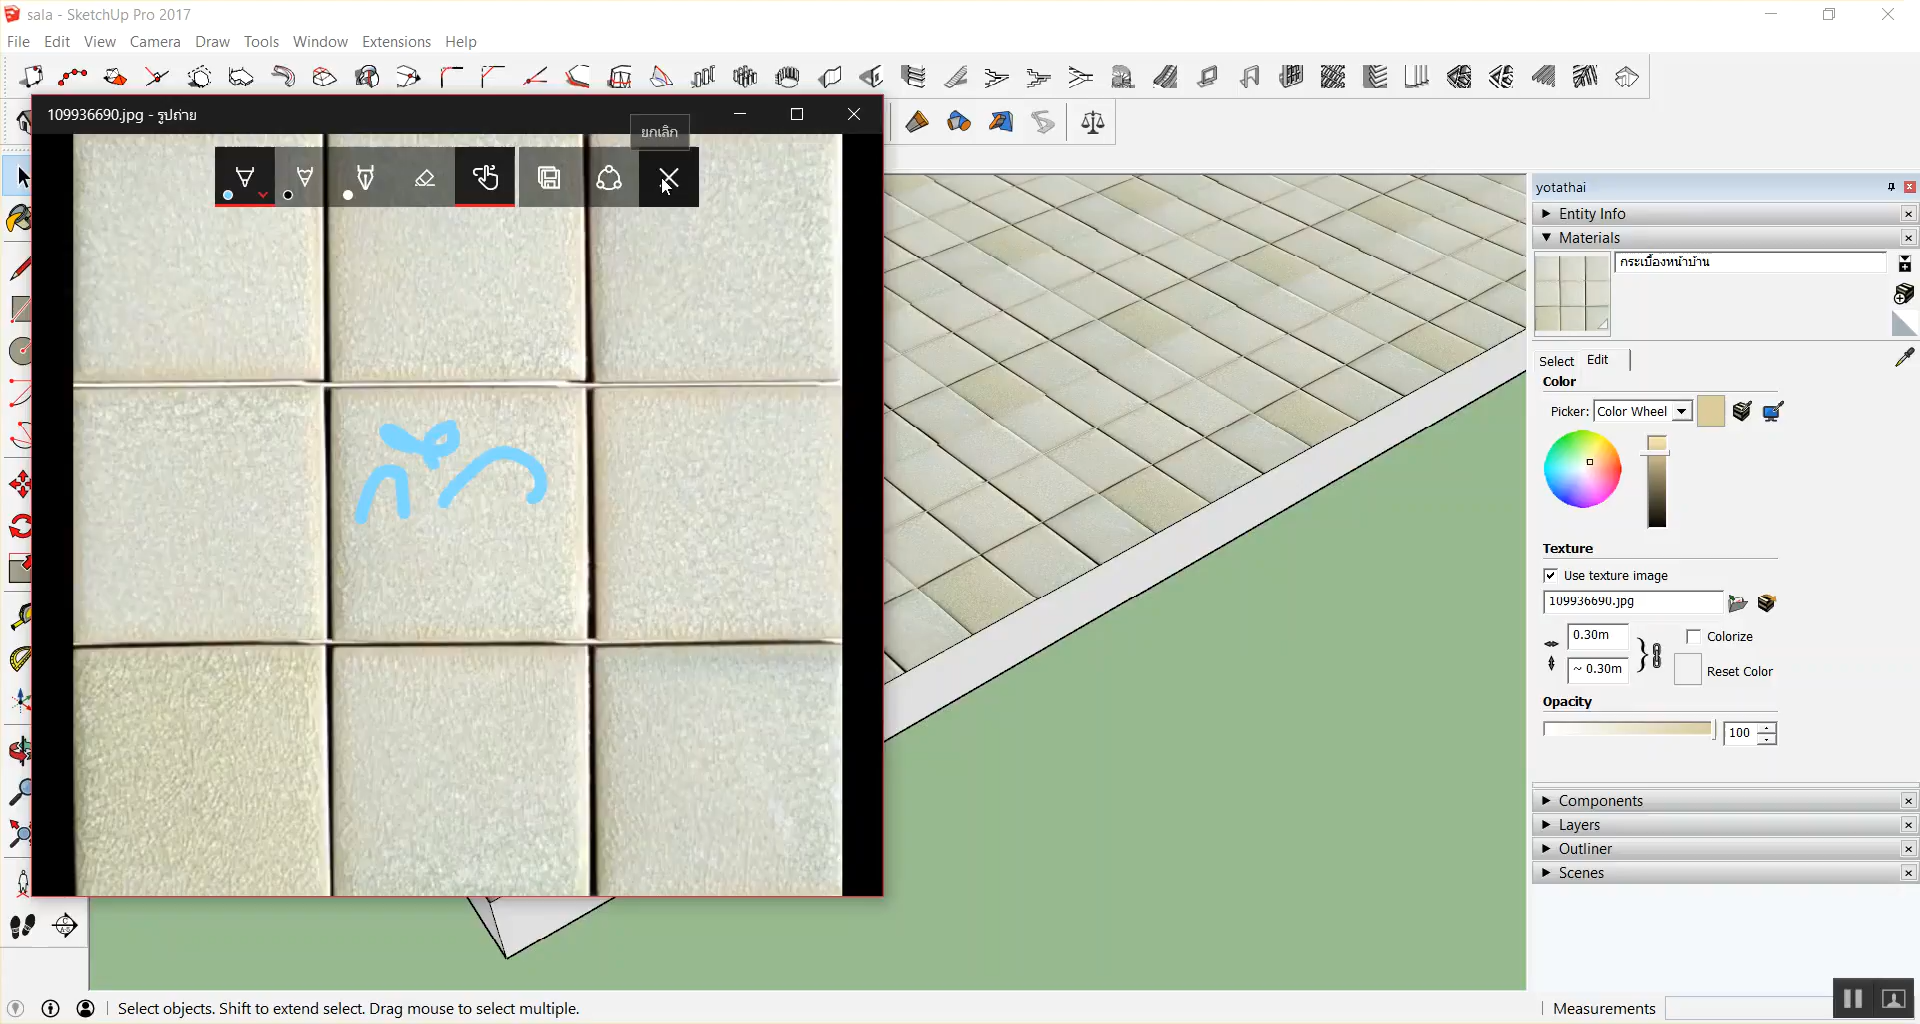 sala - SketchUp Pro 2017
File Edit View Camera Draw Tools Window Extensions Help
109936690.jpg - รูปถ่าย
ยกเลิก
yotathai
Entity Info
Materials
กระเบื้องหน้าบ้าน
Select Edit
Color
Picker: Color Wheel
Texture
Use texture image
109936690.jpg
0.30m
Colorize
~ 0.30m
Reset Color
Opacity
100
Components
Layers
Outliner
Scenes
Select objects. Shift to extend select. Drag mouse to select multiple.
Measurements